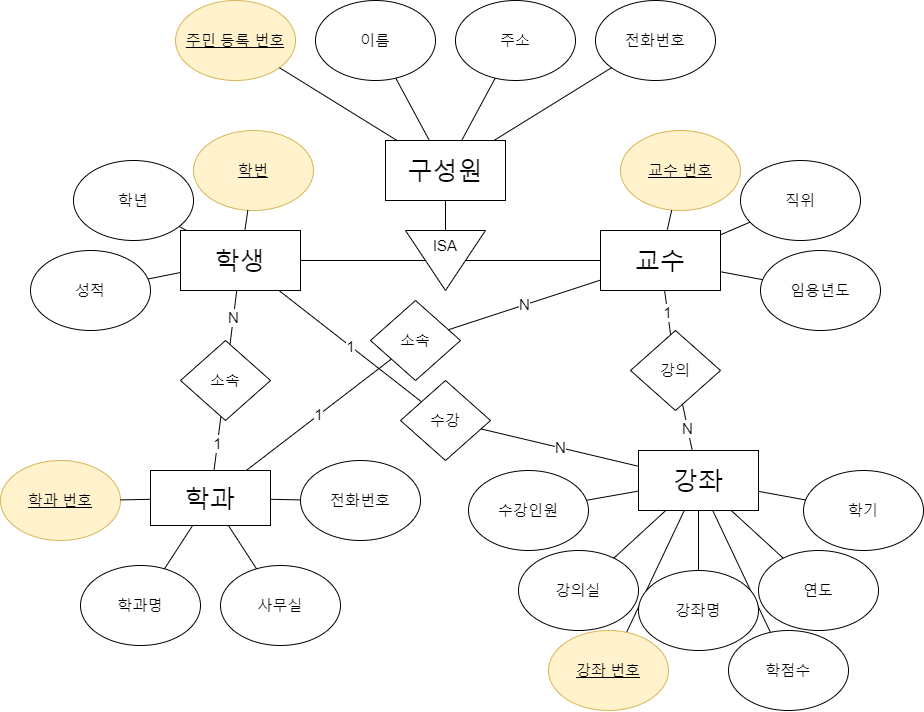 주민 등록 번호
이름
주소
전화번호
구성원
학번
학년
성적
학생
ISA
교수 번호
직위
임용년도
교수
N
N
1
소속
소속
1
강의
1
1
수강
N
N
학과 번호
학과
전화번호
학과명
사무실
강좌
수강인원
학기
강의실
강좌명
연도
강좌 번호
학점수